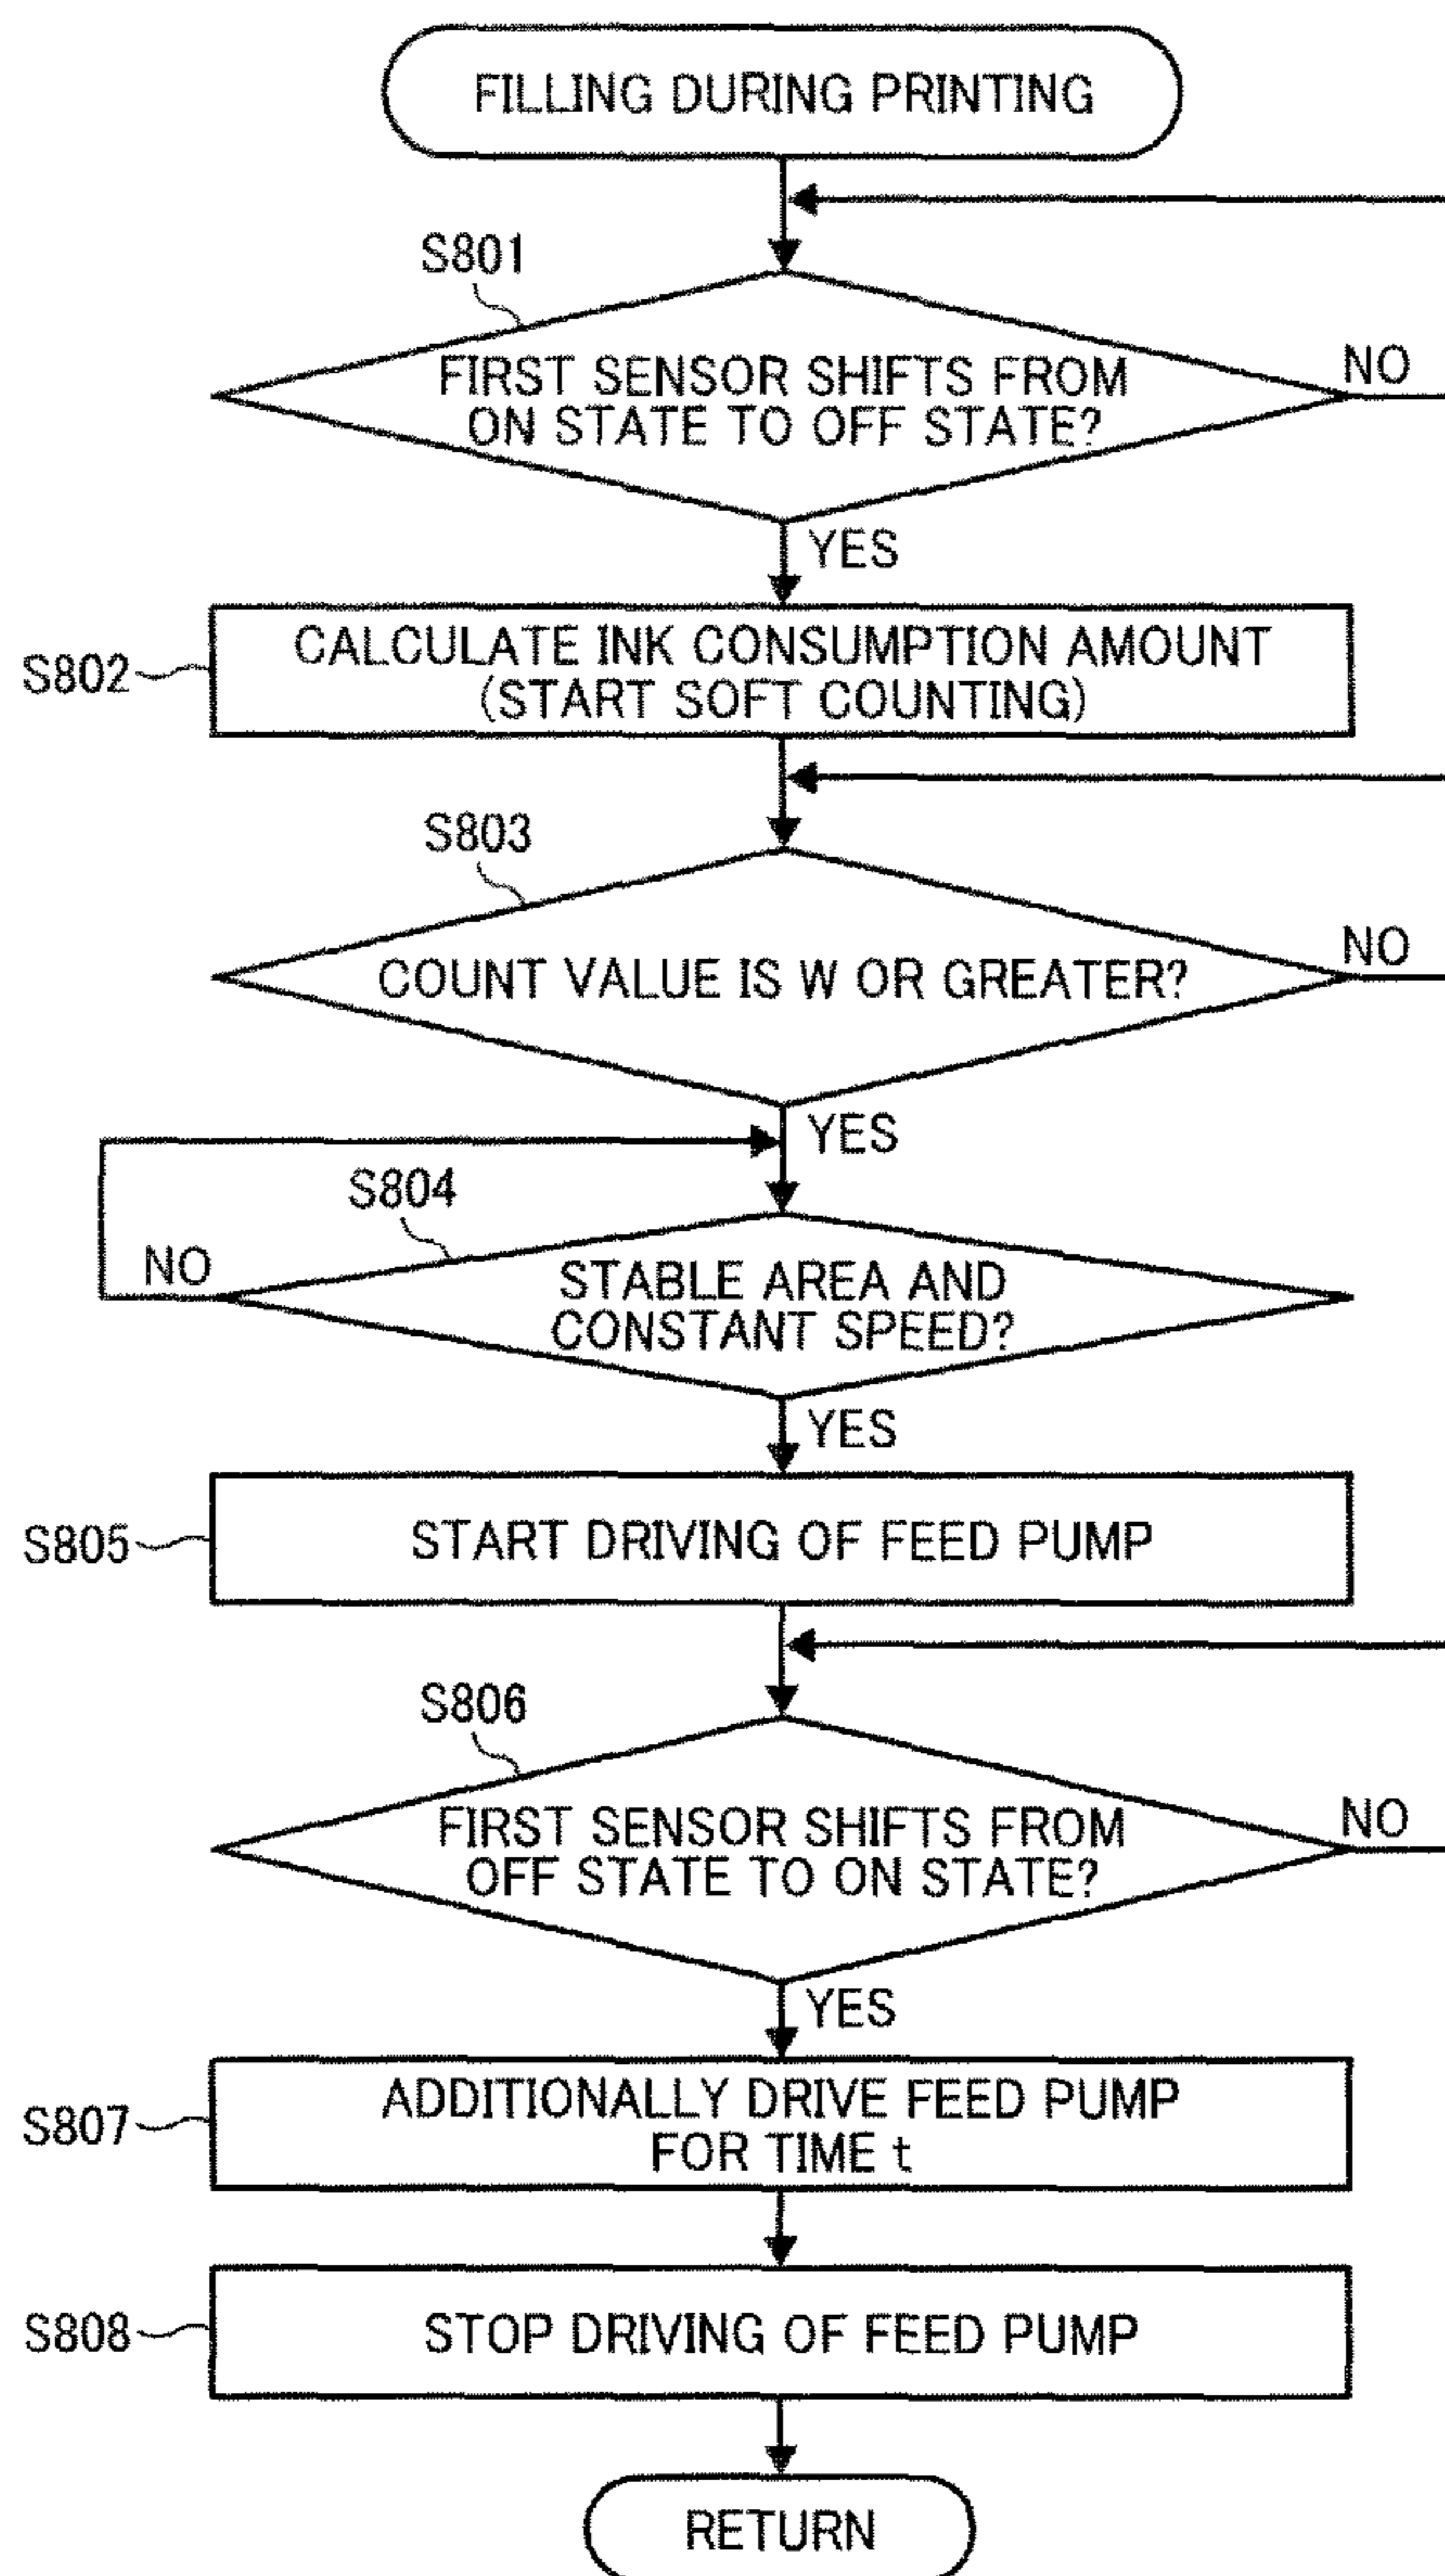 FILLING DURING PRINTING
S801
FIRST SENSOR SHIFTS FROM
ON STATE TO OFF STATE?
NO
YES
S802
CALCULATE INK CONSUMPTION AMOUNT
(START SOFT COUNTING)
S803
COUNT VALUE IS W OR GREATER?
NO
YES
S804
NO
STABLE AREA AND
CONSTANT SPEED?
YES
S805
START DRIVING OF FEED PUMP
S806
FIRST SENSOR SHIFTS FROM
OFF STATE TO ON STATE?
NO
YES
S807
ADDITIONALLY DRIVE FEED PUMP
FOR TIME t
S808
STOP DRIVING OF FEED PUMP
RETURN